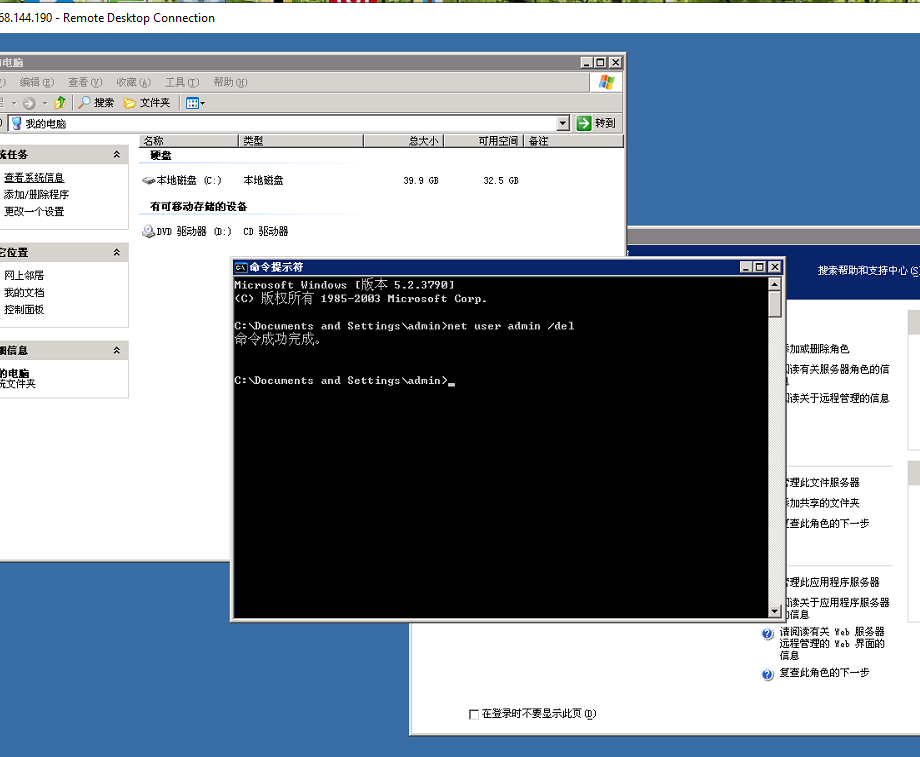 68.144.190 - Remote Desktop Connection
的电脑
编辑(E) 查看(V) 收藏(A) 工具(T) 帮助(H)
搜索 文件夹
我的电脑 转到
名称 类型 总大小 可用空间 备注
统任务
硬盘
查看系统信息
添加/删除程序
更改一个设置
本地磁盘 (C:) 本地磁盘 39.9 GB 32.5 GB
有可移动存储的设备
DVD 驱动器 (D:) CD 驱动器
它位置
网上邻居
我的文档
控制面板
细信息
的电脑
统文件夹
命令提示符
Microsoft Windows [版本 5.2.3790]
(C) 版权所有 1985-2003 Microsoft Corp.
C:\Documents and Settings\admin>net user admin /del
命令成功完成。
C:\Documents and Settings\admin>
搜索帮助和支持中心(S)
添加或删除角色
阅读有关服务器角色的信
息
阅读关于远程管理的信息
管理此文件服务器
添加共享的文件夹
复查此角色的下一步
管理此应用程序服务器
阅读关于应用程序服务器
的信息
请阅读有关 Web 服务器
远程管理的 Web 界面的
信息
复查此角色的下一步
在登录时不要显示此页(D)